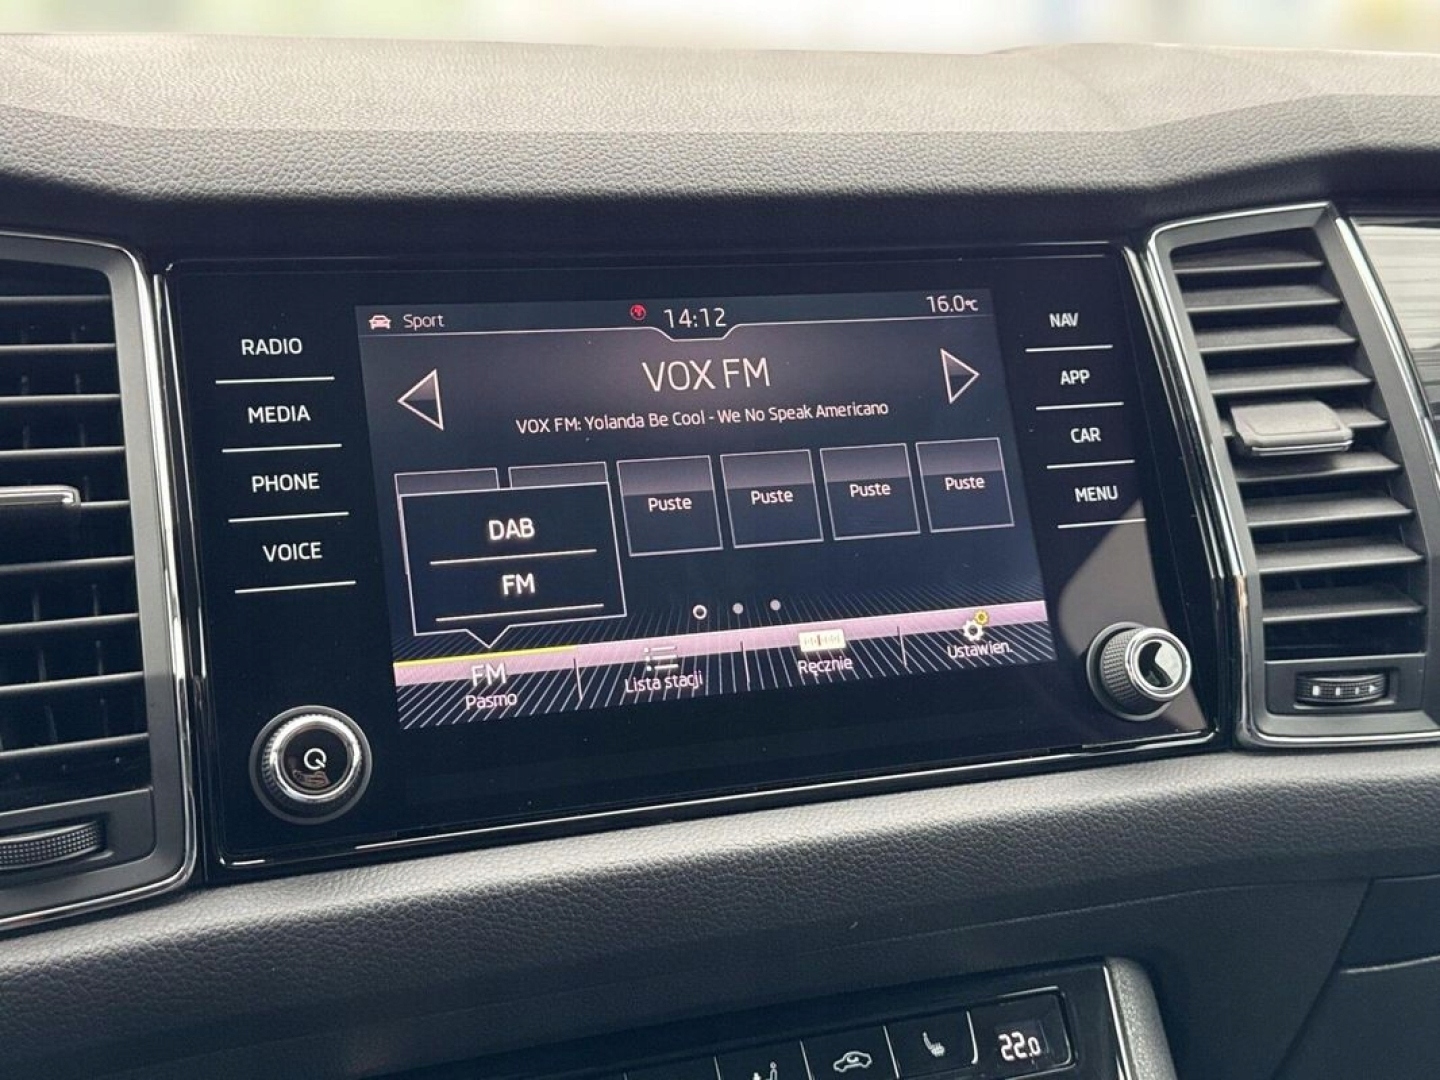 Sport
14:12
16.0°C
RADIO
MEDIA
PHONE
VOICE
VOX FM
VOX FM: Yolanda Be Cool - We No Speak Americano
Puste
Puste
Puste
Puste
DAB
FM
FM
Pasmo
Lista stacji
Ręcznie
Ustawien.
NAV
APP
CAR
MENU
22.0